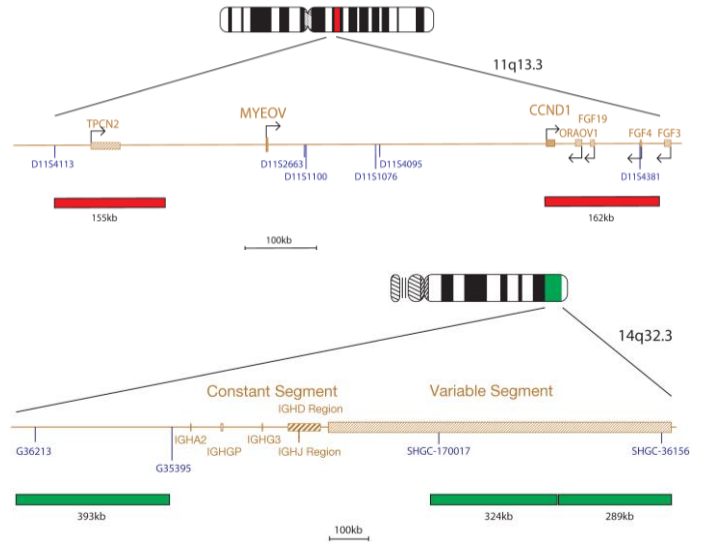 11q13.3
TPCN2
MYEOV
CCND1
FGF19
ORAOV1
FGF4
FGF3
D11S4113
D11S2663
D11S1100
D11S4095
D11S1076
D11S4381
155kb
162kb
100kb
14q32.3
Constant Segment
Variable Segment
IGHD Region
IGHA2
IGHGP
IGHG3
IGHJ Region
G36213
G35395
SHGC-170017
SHGC-36156
393kb
324kb
289kb
100kb